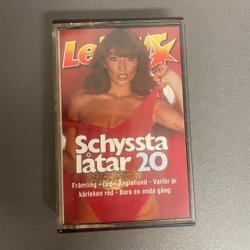 Schyssta
låtar 20
Främling · Änglahund · Varför är
kärleken röd · Bara en enda gång